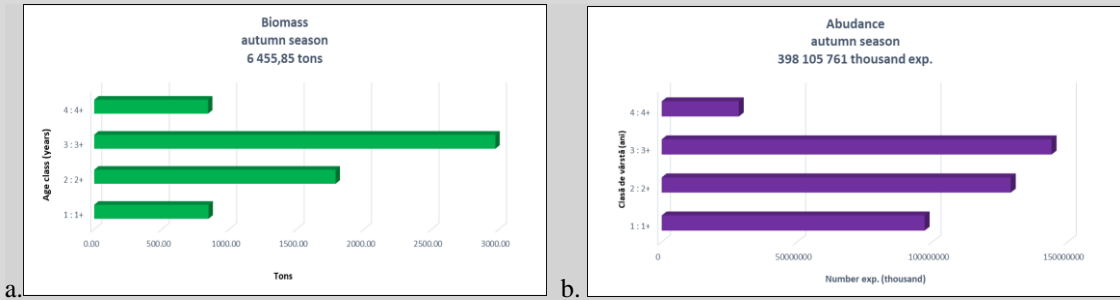 Biomass
autumn season
6 455,85 tons
Age class (years)
4 : 4+
3 : 3+
2 : 2+
1 : 1+
0.00 500.00 1000.00 1500.00 2000.00 2500.00 3000.00
Tons
a.
Abudance
autumn season
398 105 761 thousand exp.
Clasă de vârstă (ani)
4 : 4+
3 : 3+
2 : 2+
1 : 1+
0 50000000 100000000 150000000
Number exp. (thousand)
b.